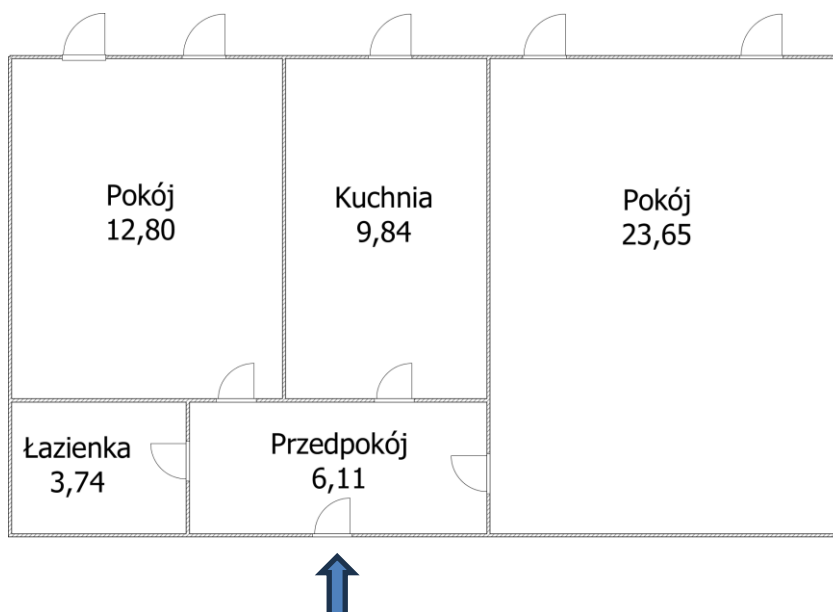 Pokój
12,80
Kuchnia
9,84
Pokój
23,65
Łazienka
3,74
Przedpokój
6,11